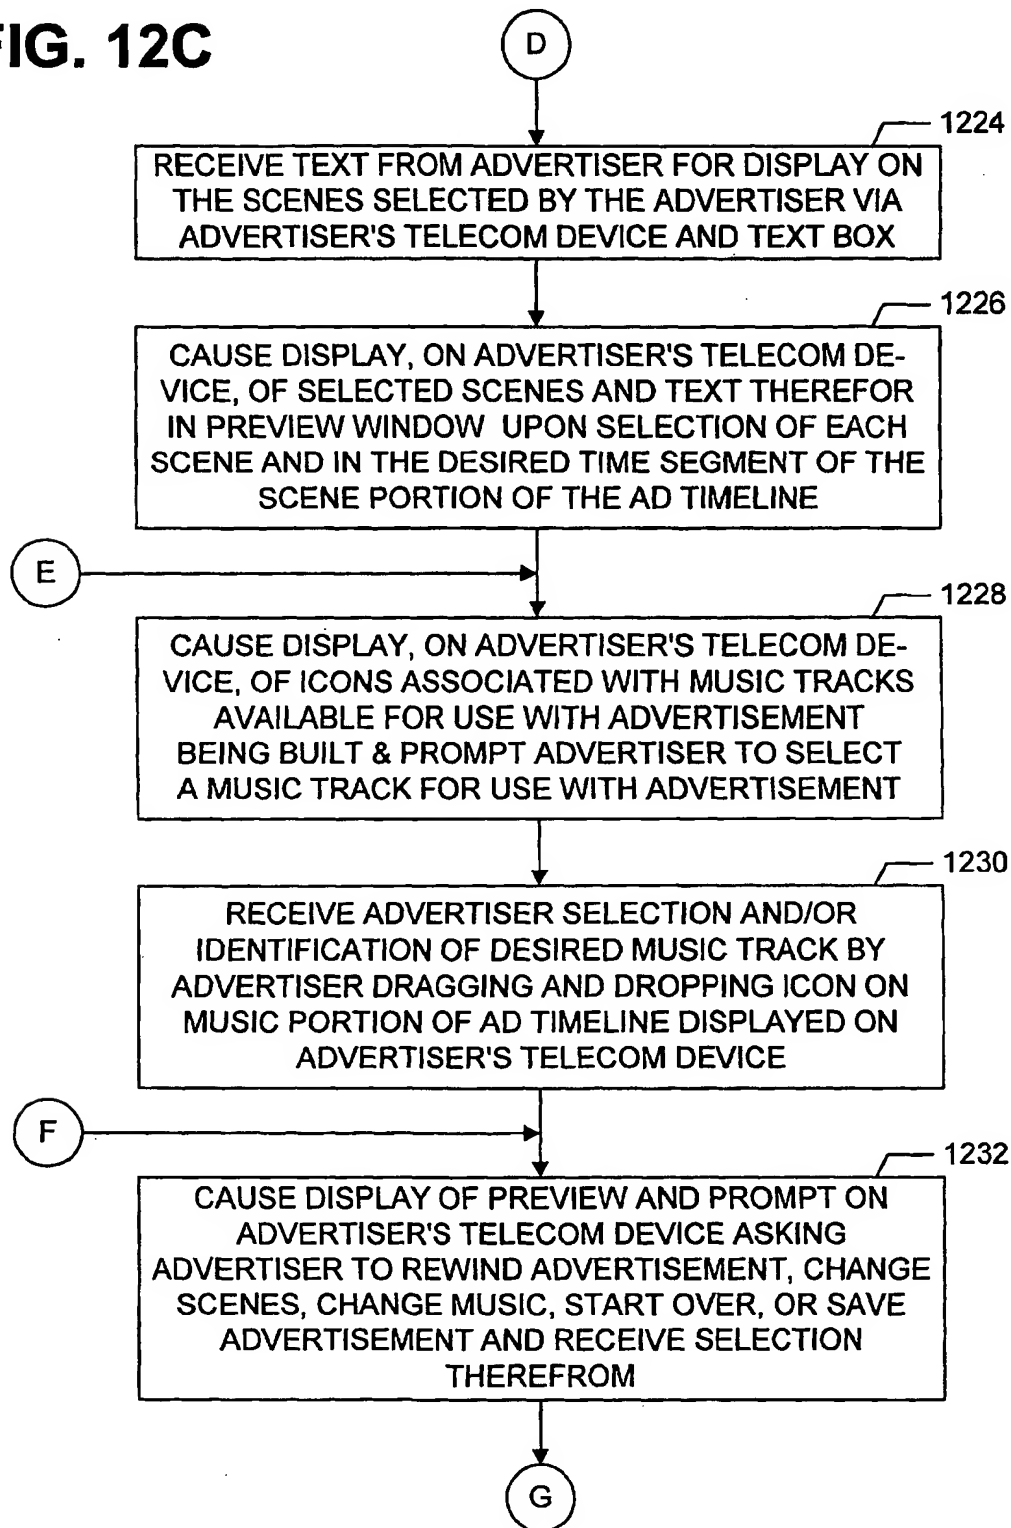 FIG. 12C
D
1224
RECEIVE TEXT FROM ADVERTISER FOR DISPLAY ON
THE SCENES SELECTED BY THE ADVERTISER VIA
ADVERTISER'S TELECOM DEVICE AND TEXT BOX
1226
CAUSE DISPLAY, ON ADVERTISER'S TELECOM DE-
VICE, OF SELECTED SCENES AND TEXT THEREFOR
IN PREVIEW WINDOW UPON SELECTION OF EACH
SCENE AND IN THE DESIRED TIME SEGMENT OF THE
SCENE PORTION OF THE AD TIMELINE
E
1228
CAUSE DISPLAY, ON ADVERTISER'S TELECOM DE-
VICE, OF ICONS ASSOCIATED WITH MUSIC TRACKS
AVAILABLE FOR USE WITH ADVERTISEMENT
BEING BUILT & PROMPT ADVERTISER TO SELECT
A MUSIC TRACK FOR USE WITH ADVERTISEMENT
1230
RECEIVE ADVERTISER SELECTION AND/OR
IDENTIFICATION OF DESIRED MUSIC TRACK BY
ADVERTISER DRAGGING AND DROPPING ICON ON
MUSIC PORTION OF AD TIMELINE DISPLAYED ON
ADVERTISER'S TELECOM DEVICE
F
1232
CAUSE DISPLAY OF PREVIEW AND PROMPT ON
ADVERTISER'S TELECOM DEVICE ASKING
ADVERTISER TO REWIND ADVERTISEMENT, CHANGE
SCENES, CHANGE MUSIC, START OVER, OR SAVE
ADVERTISEMENT AND RECEIVE SELECTION
THEREFROM
G